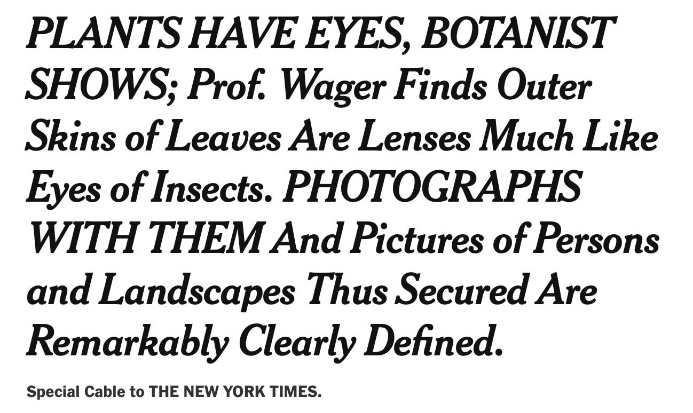 PLANTS HAVE EYES, BOTANIST
SHOWS; Prof. Wager Finds Outer
Skins of Leaves Are Lenses Much Like
Eyes of Insects. PHOTOGRAPHS
WITH THEM And Pictures of Persons
and Landscapes Thus Secured Are
Remarkably Clearly Defined.
Special Cable to THE NEW YORK TIMES.